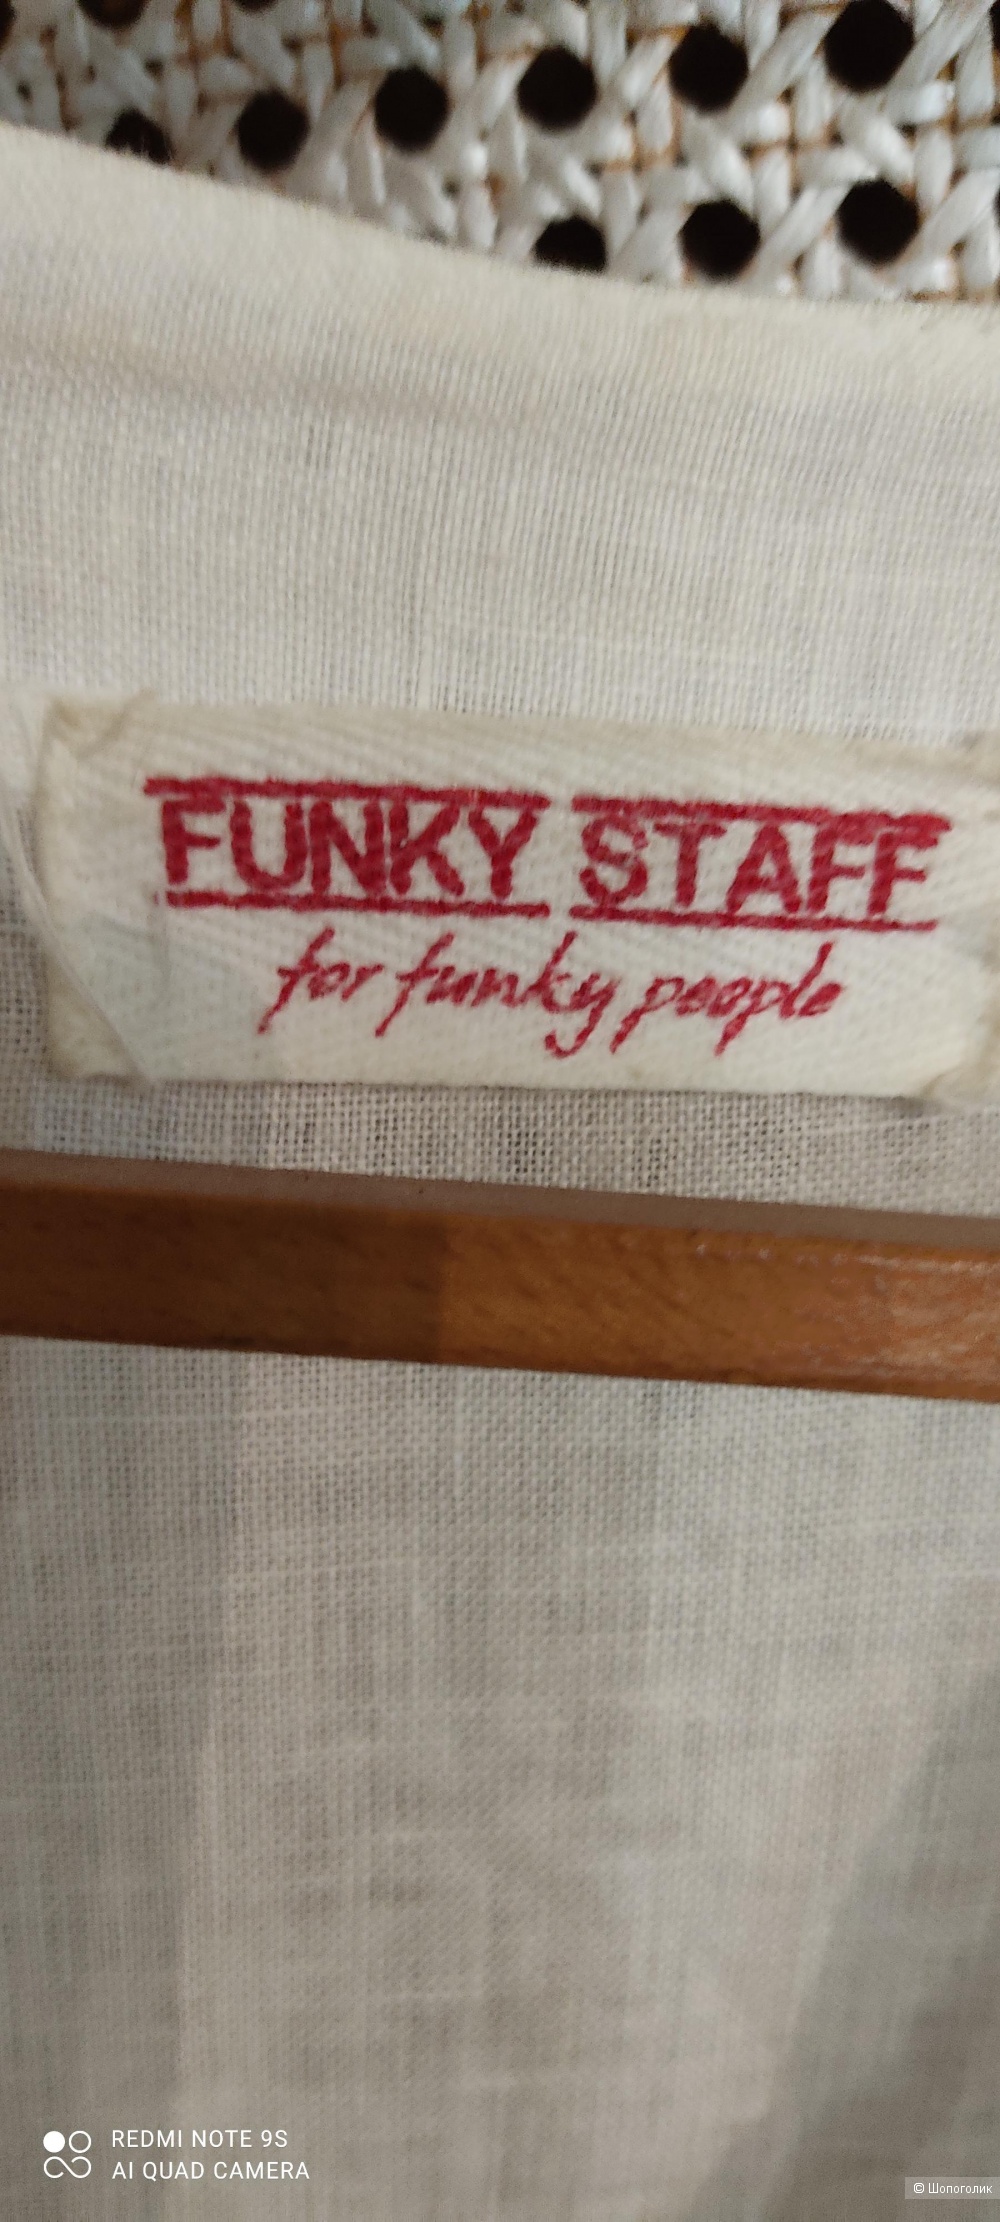 FUNKY STAFF
for funky people
REDMI NOTE 9S
AI QUAD CAMERA
© Шопоголик